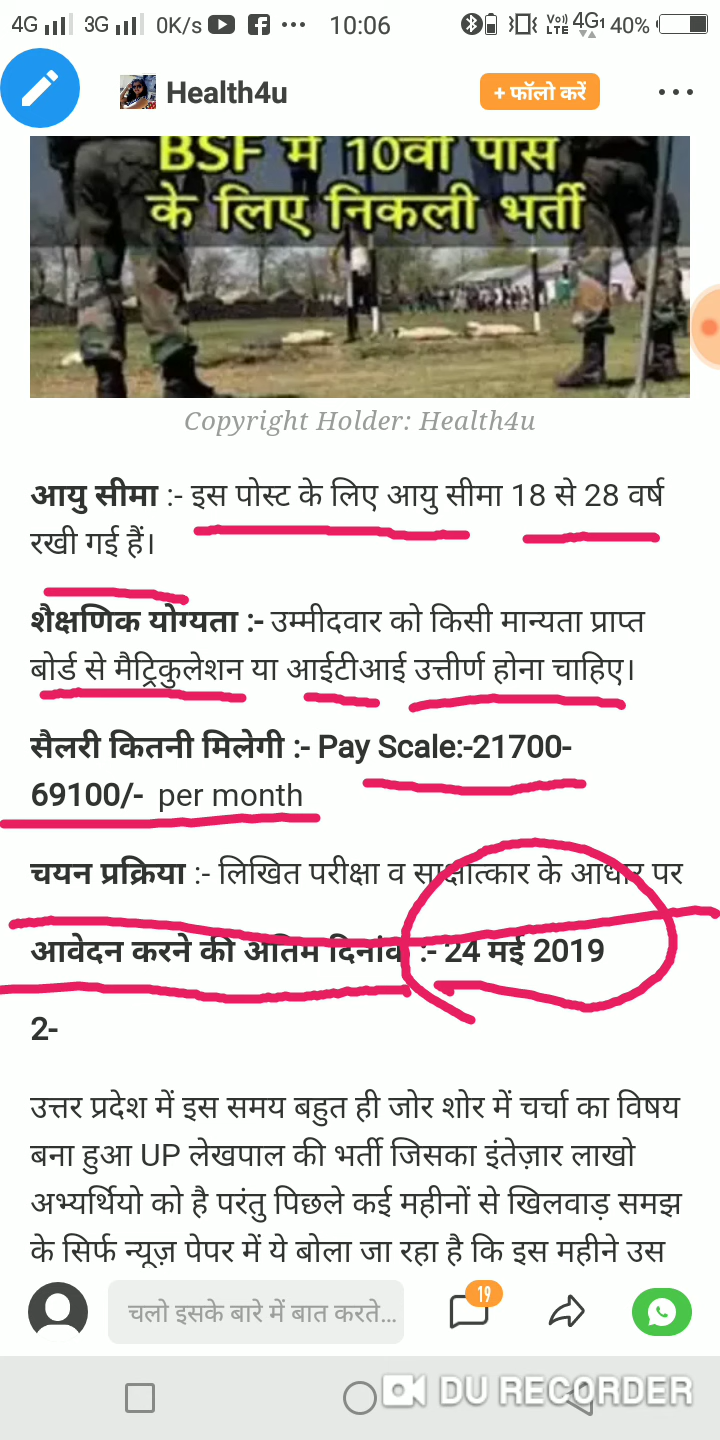 4G 3G 0K/s 10:06 4G 40%
Health4u + फॉलो करें
BSF में 10वीं पास
के लिए निकली भर्ती
Copyright Holder: Health4u
आयु सीमा :- इस पोस्ट के लिए आयु सीमा 18 से 28 वर्ष
रखी गई हैं।
शैक्षणिक योग्यता :- उम्मीदवार को किसी मान्यता प्राप्त
बोर्ड से मैट्रिकुलेशन या आईटीआई उत्तीर्ण होना चाहिए।
सैलरी कितनी मिलेगी :- Pay Scale:-21700-
69100/- per month
चयन प्रक्रिया :- लिखित परीक्षा व साक्षात्कार के आधार पर
आवेदन करने की अंतिम दिनांक :- 24 मई 2019
2-
उत्तर प्रदेश में इस समय बहुत ही जोर शोर में चर्चा का विषय
बना हुआ UP लेखपाल की भर्ती जिसका इंतेज़ार लाखो
अभ्यर्थियो को है परंतु पिछले कई महीनों से खिलवाड़ समझ
के सिर्फ न्यूज़ पेपर में ये बोला जा रहा है कि इस महीने उस
चलो इसके बारे में बात करते... 19
DU RECORDER